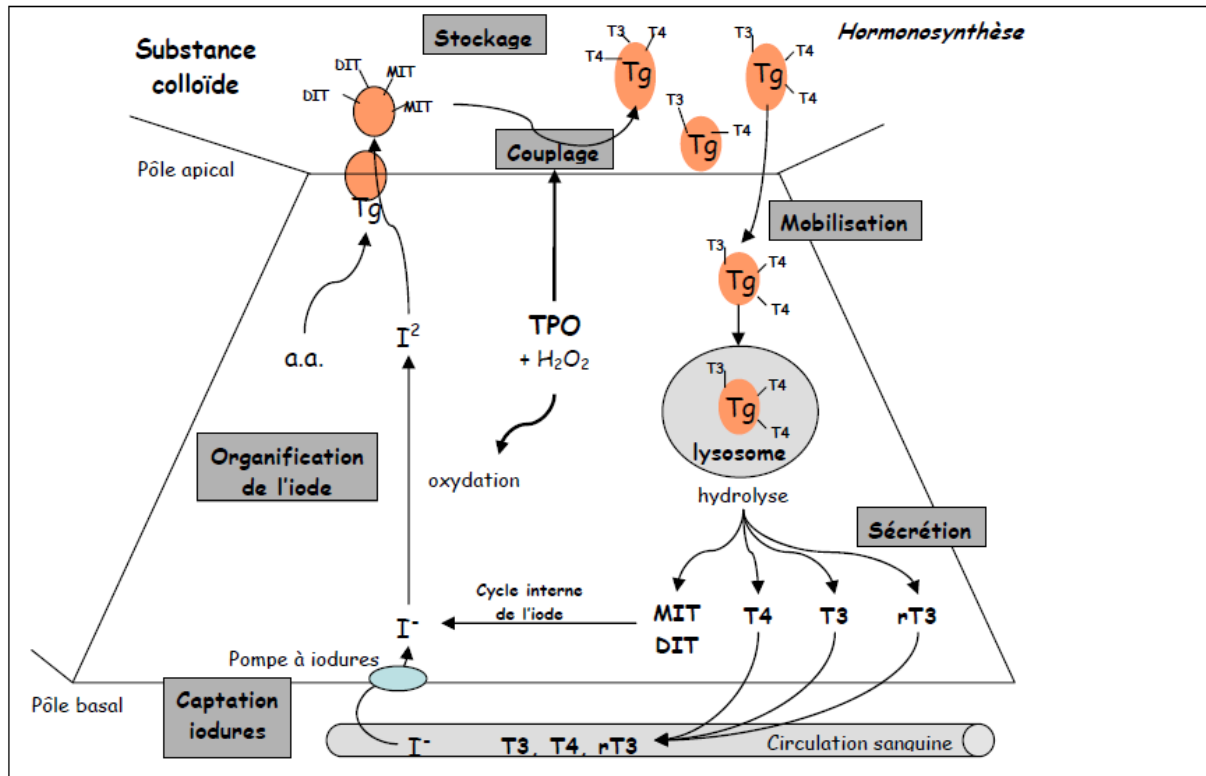 Hormonosynthèse
Substance
colloïde
Stockage
DIT
DIT
MIT
MIT
T3
T4
T4
Tg
T3
T4
T4
Tg
T3
T4
Tg
Couplage
Pôle apical
Tg
Mobilisation
T3
T4
T4
Tg
a.a.
I²
TPO
+ H₂O₂
T3
T4
T4
Tg
lysosome
Organification
de l'iode
oxydation
hydrolyse
Sécrétion
Cycle interne
de l'iode
I⁻
MIT
DIT
T4
T3
rT3
Pompe à iodures
Pôle basal
Captation
iodures
I⁻
T3, T4, rT3
Circulation sanguine